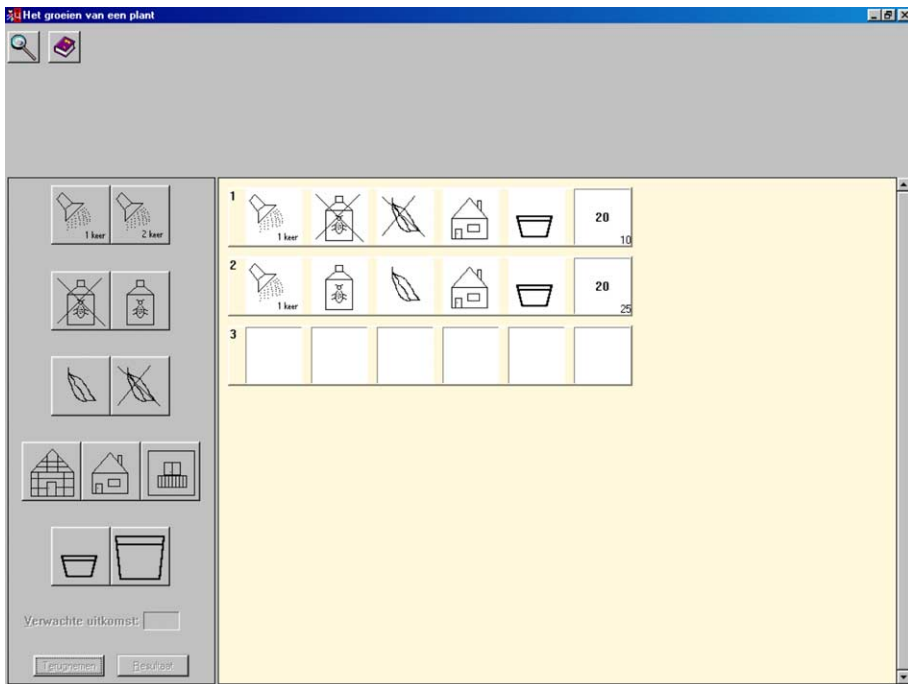 Het groeien van een plant
1 keer 2 keer
Verwachte uitkomst:
Terugnemen Resultaat
1 1 keer 20 10
2 1 keer 20 25
3